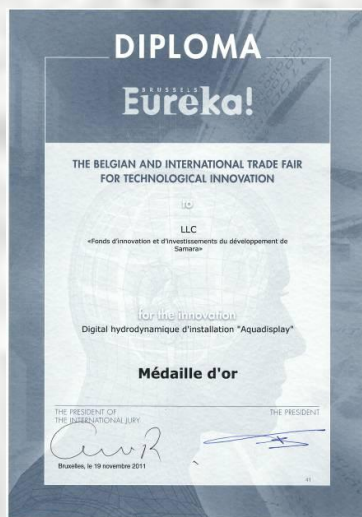 DIPLOMA
BRUSSELS
Eureka!
THE BELGIAN AND INTERNATIONAL TRADE FAIR
FOR TECHNOLOGICAL INNOVATION
TO
LLC
«Fonds d'innovation et d'investissements du développement de
Samara»
for the innovation
Digital hydrodynamique d'installation "Aquadisplay"
Médaille d'or
THE PRESIDENT OF
THE INTERNATIONAL JURY
THE PRESIDENT
Bruxelles, le 19 novembre 2011